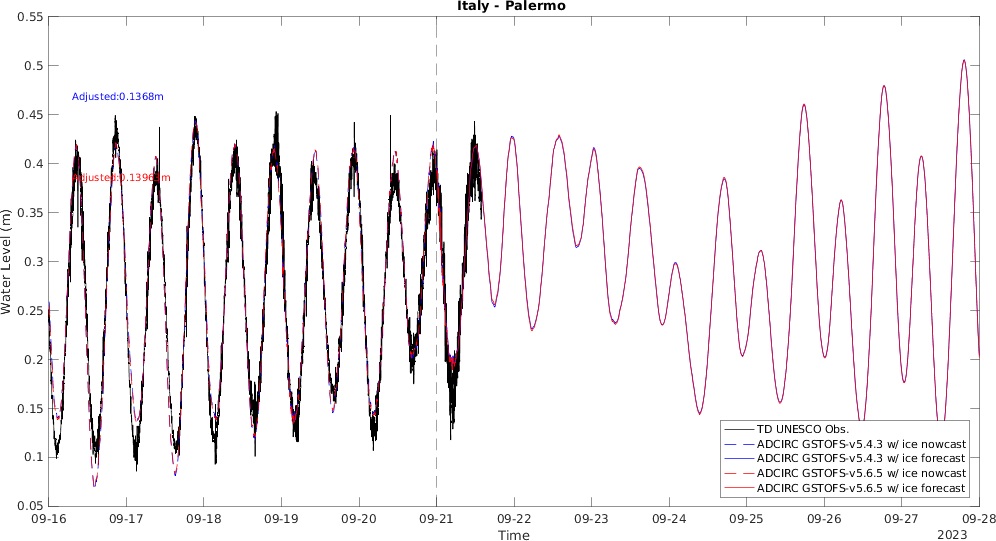 Italy - Palermo
0.55
0.5
0.45
0.4
0.35
0.3
0.25
0.2
0.15
0.1
0.05
Water Level (m)
Adjusted:0.1368m
TD UNESCO Obs.
ADCIRC GSTOFS-v5.4.3 w/ ice nowcast
ADCIRC GSTOFS-v5.4.3 w/ ice forecast
ADCIRC GSTOFS-v5.6.5 w/ ice nowcast
ADCIRC GSTOFS-v5.6.5 w/ ice forecast
09-16 09-17 09-18 09-19 09-20 09-21 09-22 09-23 09-24 09-25 09-26 09-27 09-28
Time
2023